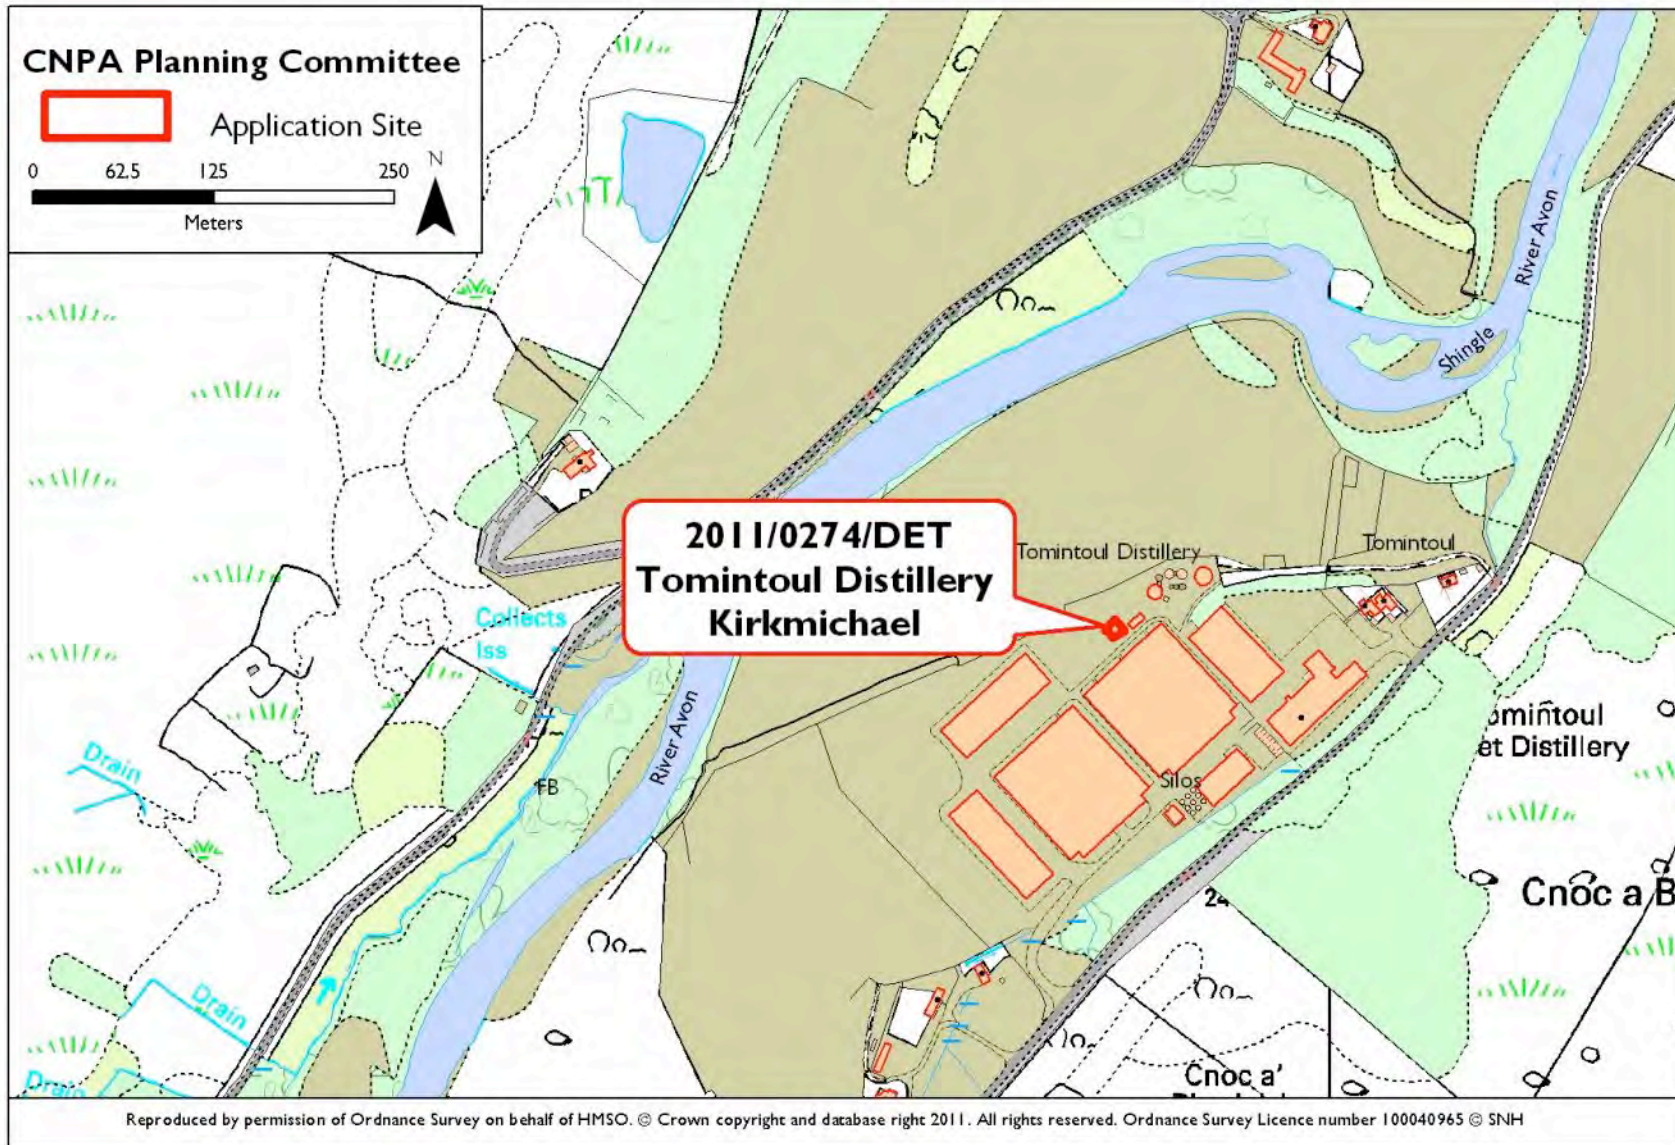 CNPA Planning Committee
Application Site
0 62.5 125 250
N
Meters
River Avon
Shingle
2011/0274/DET
Tomintoul Distillery
Kirkmichael
Tomintoul Distillery
Tomintoul
Collects
Iss
River Avon
FB
Drain
Silos
omintoul
et Distillery
Cnoc a B
24
Drain
Cnoc a'
Drain
Reproduced by permission of Ordnance Survey on behalf of HMSO. © Crown copyright and database right 2011. All rights reserved. Ordnance Survey Licence number 100040965 © SNH